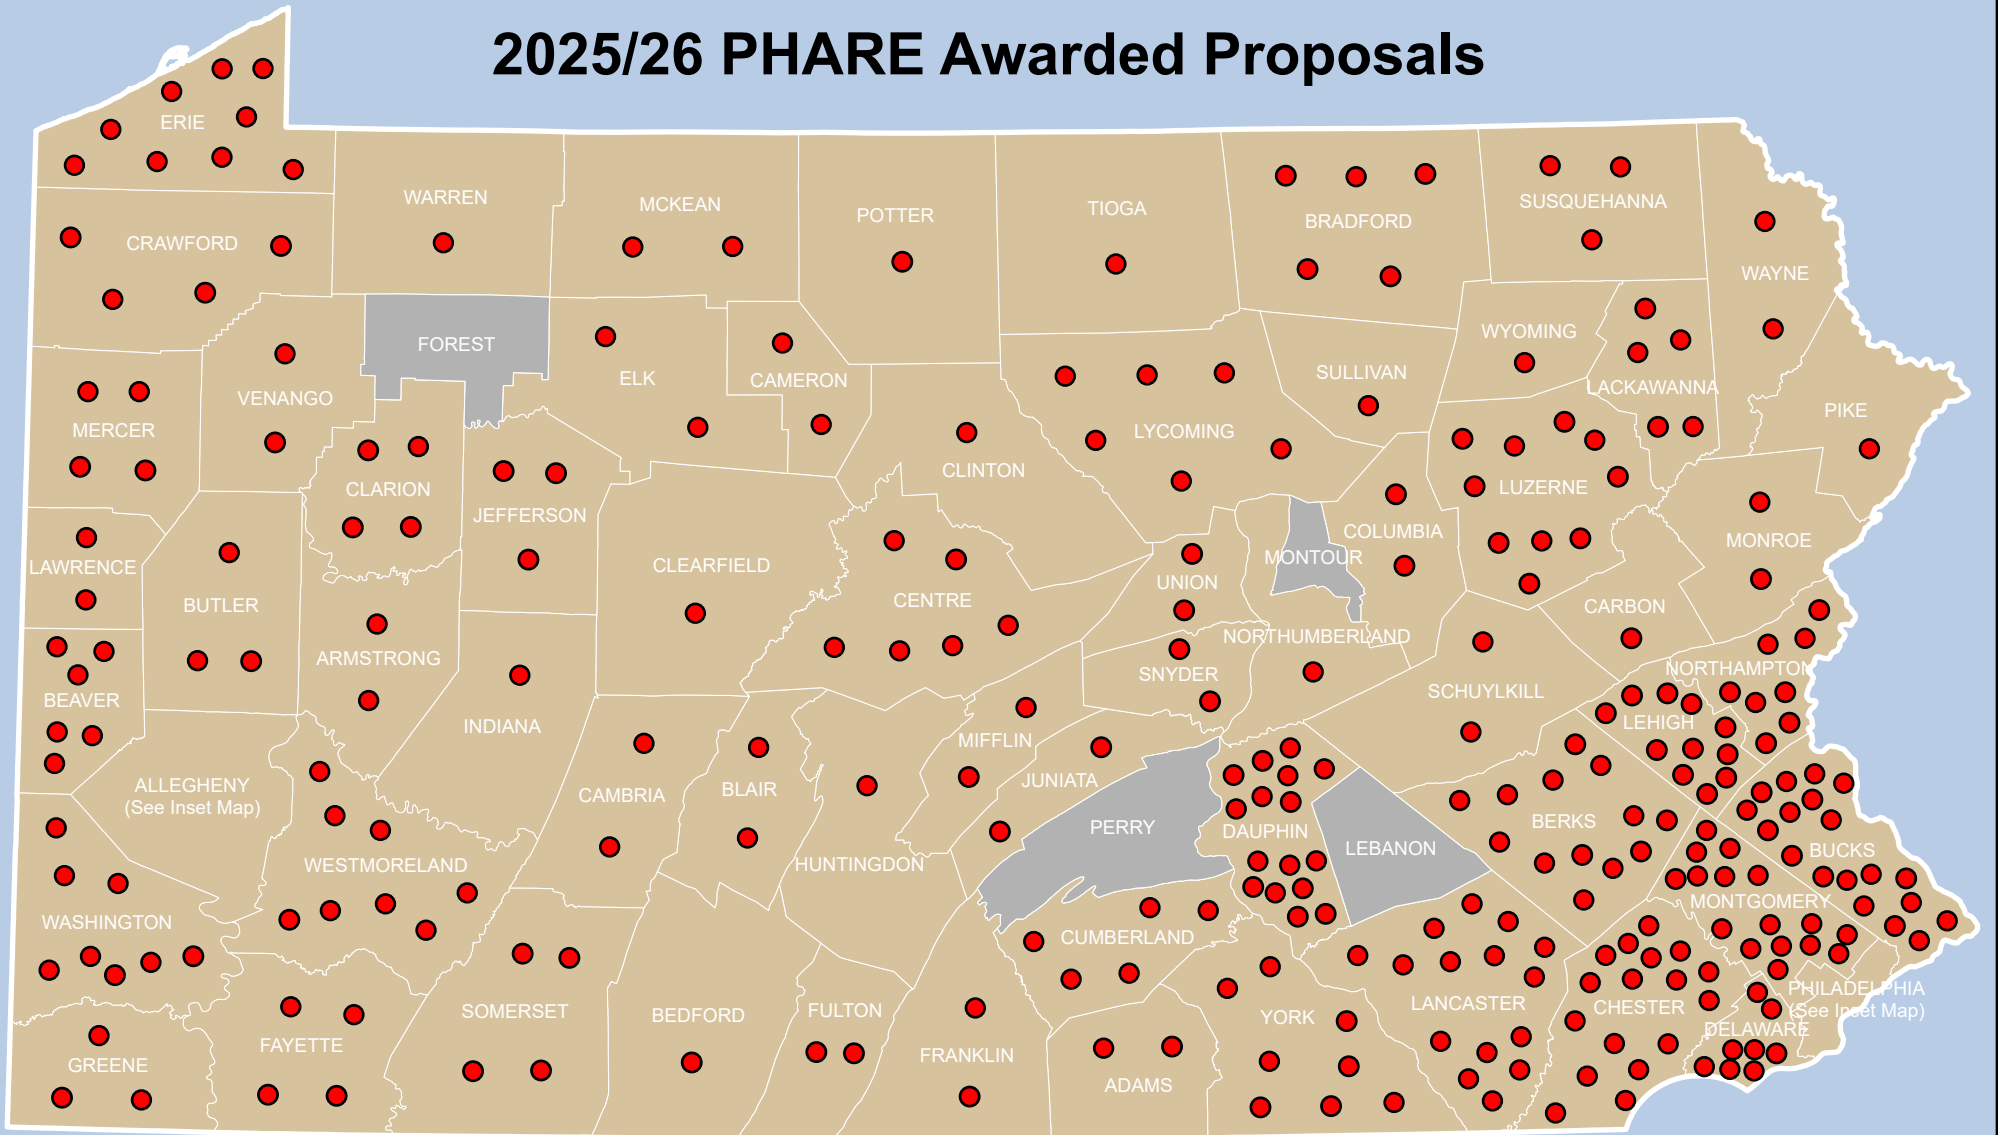 2025/26 PHARE Awarded Proposals
ERIE
WARREN
MCKEAN
POTTER
TIOGA
BRADFORD
SUSQUEHANNA
CRAWFORD
WAYNE
FOREST
WYOMING
VENANGO
ELK
CAMERON
SULLIVAN
LACKAWANNA
PIKE
MERCER
LYCOMING
CLINTON
CLARION
LUZERNE
JEFFERSON
COLUMBIA
MONROE
LAWRENCE
CLEARFIELD
MONTOUR
UNION
BUTLER
CENTRE
CARBON
NORTHUMBERLAND
ARMSTRONG
NORTHAMPTON
SNYDER
BEAVER
SCHUYLKILL
INDIANA
LEHIGH
MIFFLIN
JUNIATA
ALLEGHENY
(See Inset Map)
CAMBRIA
BLAIR
PERRY
DAUPHIN
BERKS
LEBANON
BUCKS
WESTMORELAND
HUNTINGDON
MONTGOMERY
WASHINGTON
CUMBERLAND
PHILADELPHIA
(See Inset Map)
LANCASTER
CHESTER
SOMERSET
BEDFORD
FULTON
YORK
DELAWARE
FAYETTE
FRANKLIN
GREENE
ADAMS